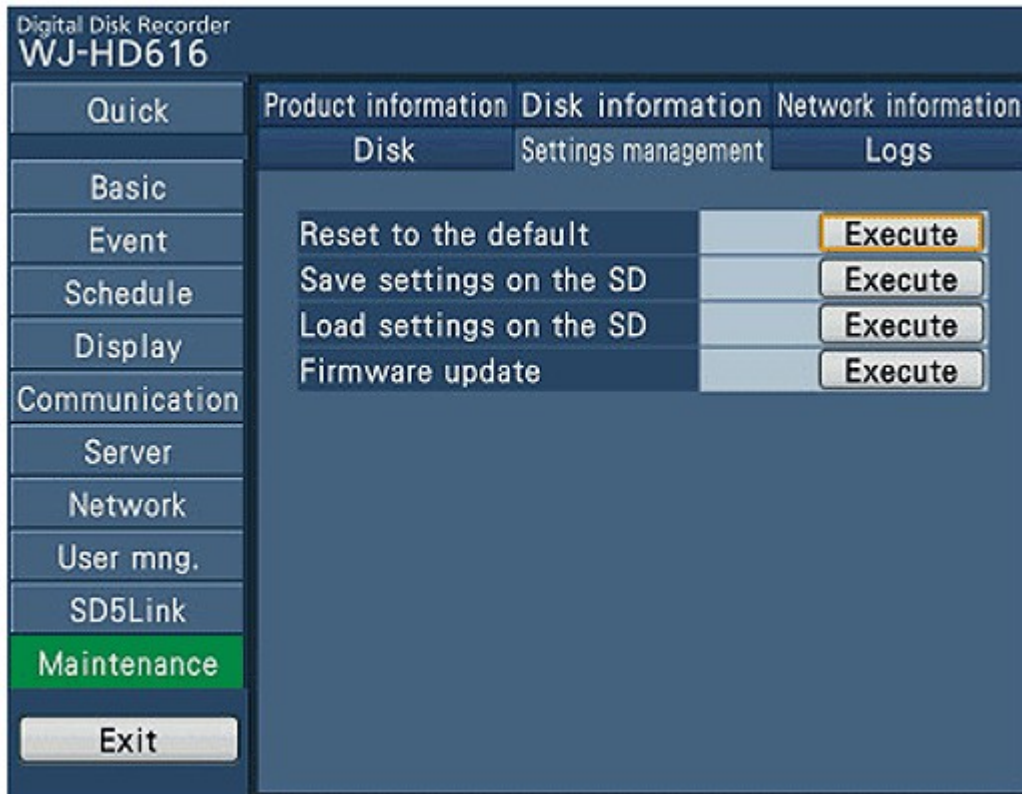 Digital Disk Recorder
WJ-HD616
Quick
Basic
Event
Schedule
Display
Communication
Server
Network
User mng.
SD5Link
Maintenance
Exit
Product information Disk information Network information
Disk Settings management Logs
Reset to the default Execute
Save settings on the SD Execute
Load settings on the SD Execute
Firmware update Execute